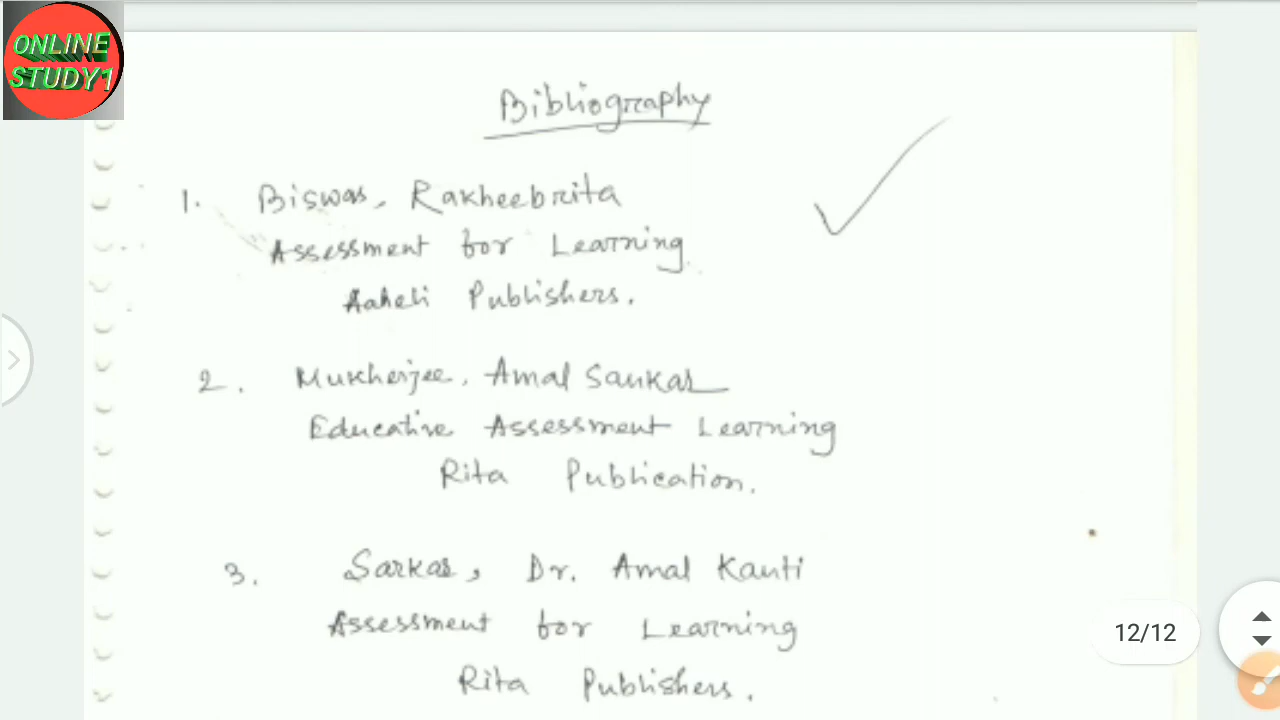 ONLINE
STUDY1
Bibliography
1. Biswas, Rakheebrita
Assessment for Learning
Aaheli Publishers.
2. Mukherjee, Amal Sankar
Educative Assessment Learning
Rita Publication.
3. Sarkar, Dr. Amal Kanti
Assessment for Learning
Rita Publishers.
12/12